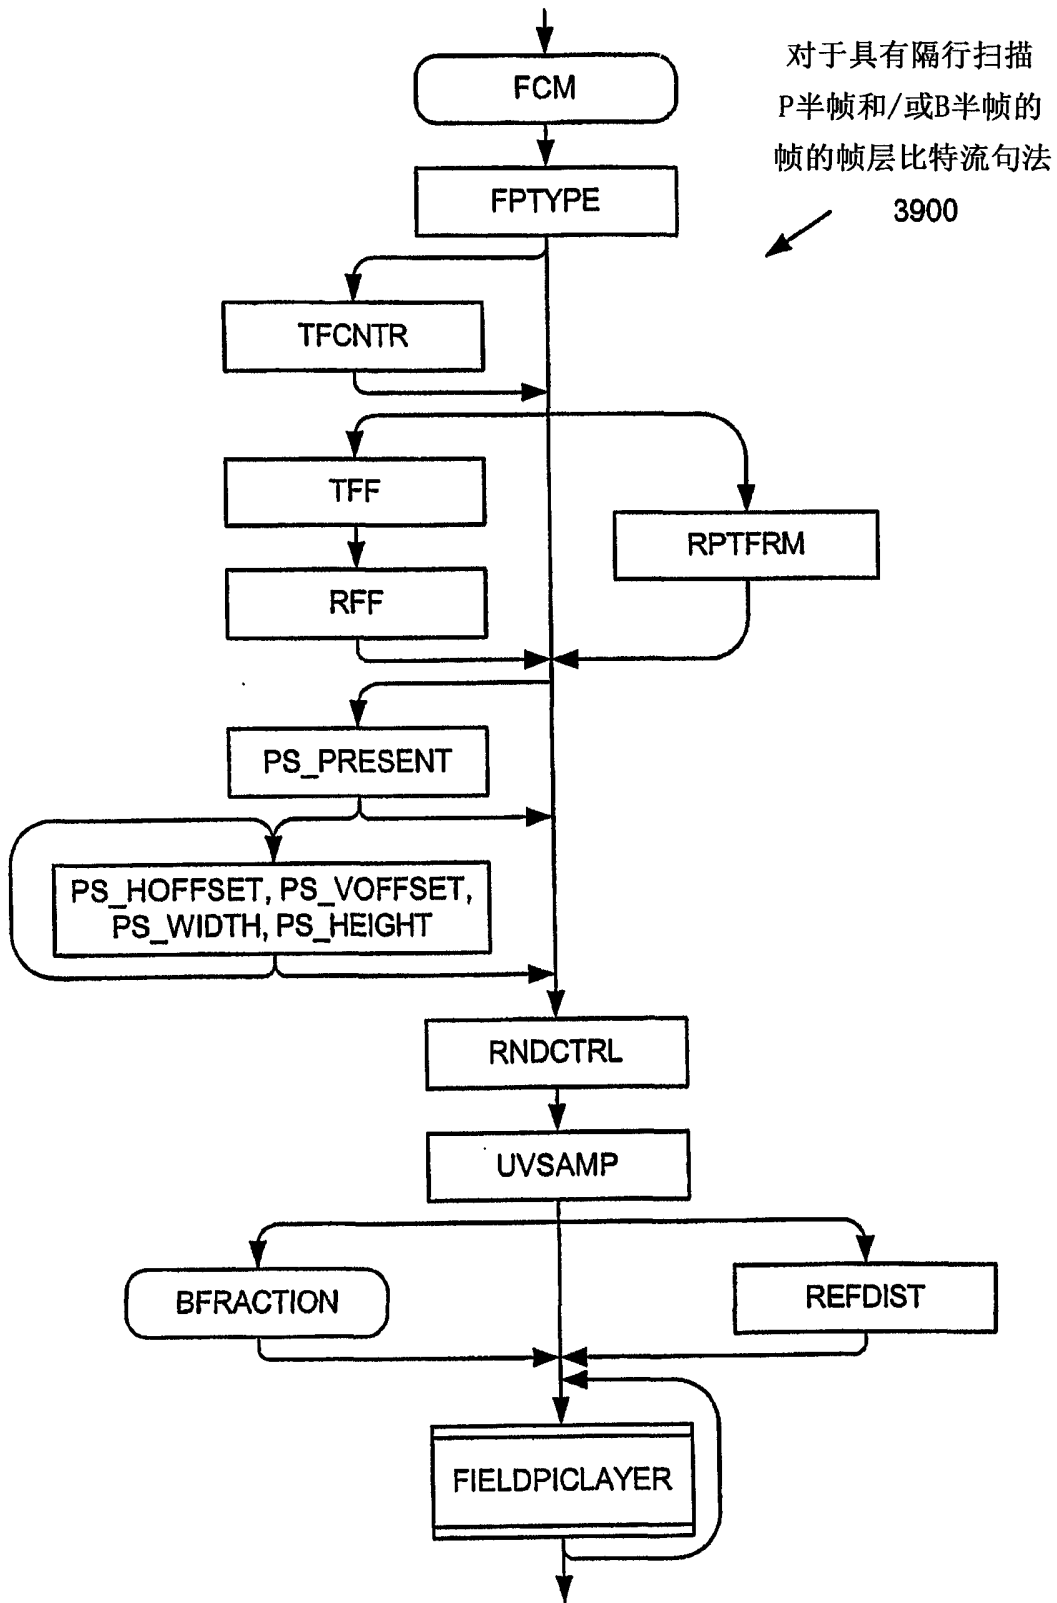 对于具有隔行扫描
P半帧和/或B半帧的
帧的帧层比特流句法
3900
FCM
FPTYPE
TFCNTR
TFF
RPTFRM
RFF
PS_PRESENT
PS_HOFFSET, PS_VOFFSET,
PS_WIDTH, PS_HEIGHT
RNDCTRL
UVSAMP
BFRACTION
REFDIST
FIELDPICLAYER